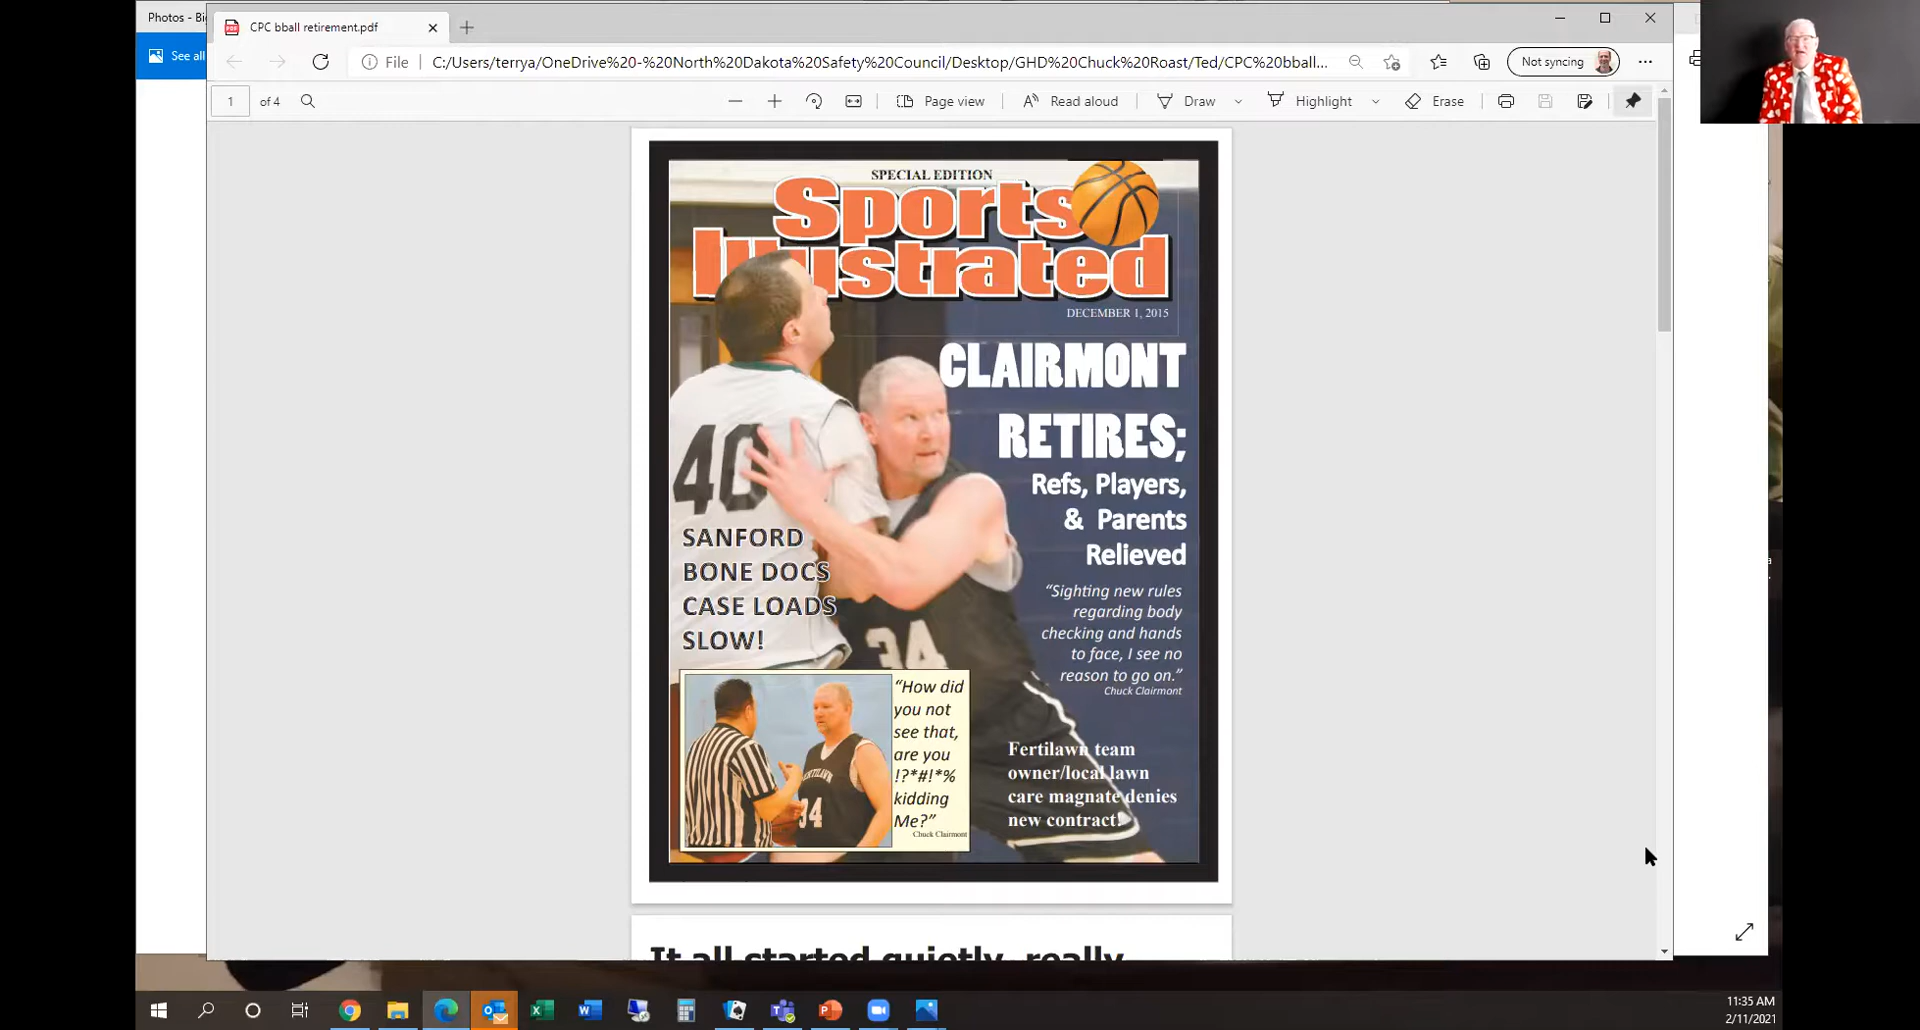 Photos - Bi
See all
CPC bball retirement.pdf
File
C:/Users/terrya/OneDrive%20-%20North%20Dakota%20Safety%20Council/Desktop/GHD%20Chuck%20Roast/Ted/CPC%20bball...
Not syncing
1 of 4
Page view
Read aloud
Draw
Highlight
Erase
SPECIAL EDITION
Sports
Illustrated
DECEMBER 1, 2015
CLAIRMONT
RETIRES;
Refs, Players,
& Parents
Relieved
40
SANFORD
BONE DOCS
CASE LOADS
SLOW!
"Sighting new rules
regarding body
checking and hands
to face, I see no
reason to go on."
Chuck Clairmont
34
"How did
you not
see that,
are you
!?*#!*%
kidding
Me?"
Chuck Clairmont
FERTILAWN
34
Fertilawn team
owner/local lawn
care magnate denies
new contract!
It all started quietly, really
11:35 AM
2/11/2021